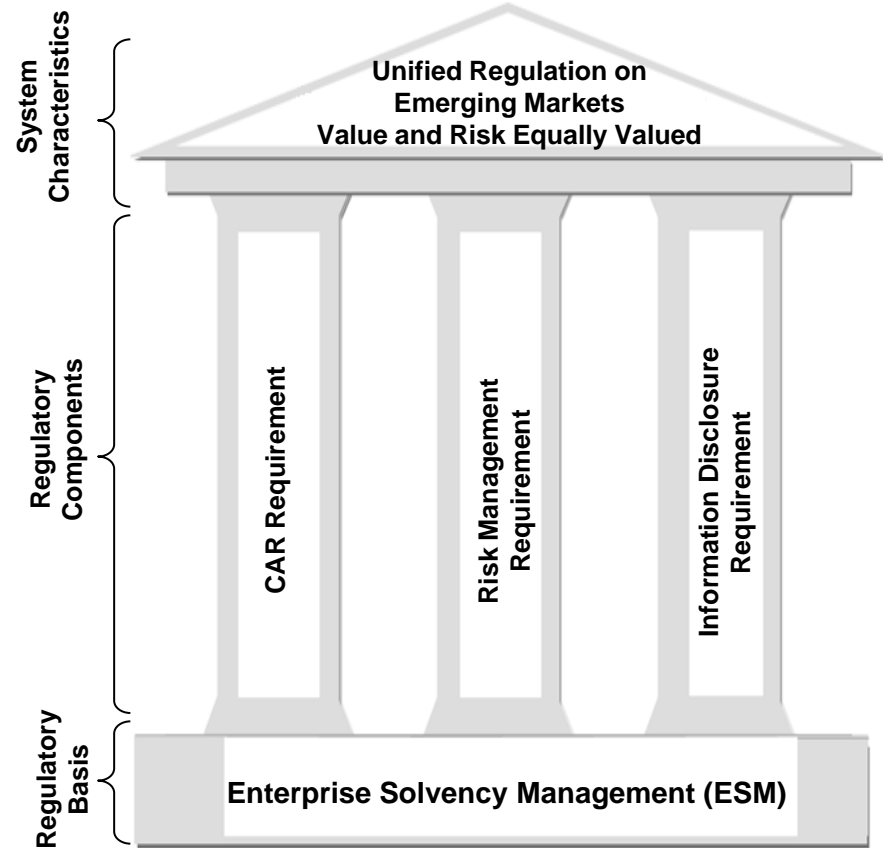 System
Characteristics
Unified Regulation on
Emerging Markets
Value and Risk Equally Valued
Regulatory
Components
CAR Requirement
Risk Management
Requirement
Information Disclosure
Requirement
Regulatory
Basis
Enterprise Solvency Management (ESM)